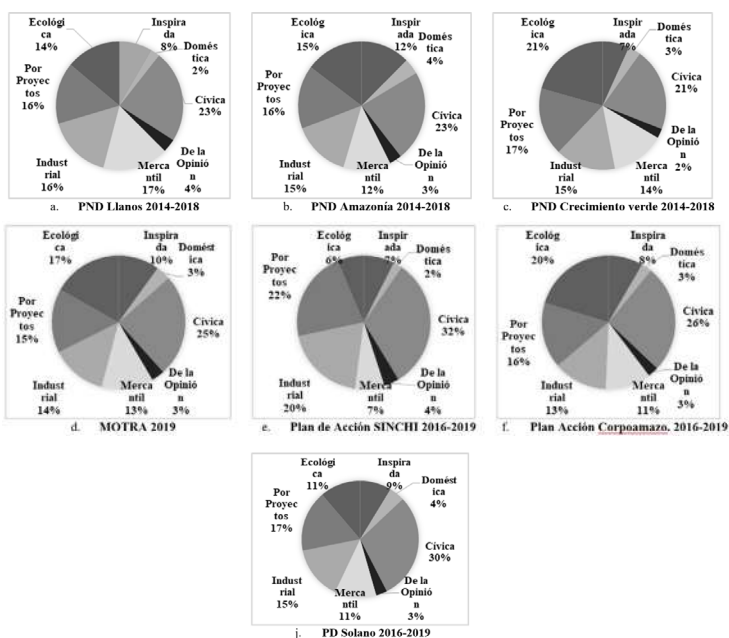 Ecológi
ca
14%
Inspira
da
8%
Domés
tica
2%
Cívica
23%
De la
Opinió
n
4%
Merca
ntil
17%
Indust
rial
16%
Por
Proyec
tos
16%
a. PND Llanos 2014-2018
Ecológ
ica
15%
Inspir
ada
12%
Domés
tica
4%
Cívica
23%
De la
Opinió
n
3%
Merca
ntil
12%
Indust
rial
15%
Por
Proyec
tos
16%
b. PND Amazonía 2014-2018
Ecológ
ica
21%
Inspir
ada
7%
Domés
tica
3%
Cívica
21%
De la
Opinió
n
2%
Merca
ntil
14%
Indust
rial
15%
Por
Proyec
tos
17%
c. PND Crecimiento verde 2014-2018
Ecológi
ca
17%
Inspira
da
10%
Domést
ica
3%
Cívica
25%
De la
Opinió
n
3%
Merca
ntil
13%
Indust
rial
14%
Por
Proyec
tos
15%
d. MOTRA 2019
Ecológ
ica
6%
Inspir
ada
7%
Domés
tica
2%
Cívica
32%
De la
Opinió
n
4%
Merca
ntil
7%
Indust
rial
20%
Por
Proyec
tos
22%
e. Plan de Acción SINCHI 2016-2019
Ecológ
ica
20%
Inspira
da
8%
Domés
tica
3%
Cívica
26%
De la
Opinió
n
3%
Merca
ntil
11%
Indust
rial
13%
Por
Proyec
tos
16%
f. Plan Acción Corpoamazo. 2016-2019
Ecológi
ca
11%
Inspira
da
9%
Domést
ica
4%
Cívica
30%
De la
Opinió
n
3%
Merca
ntil
11%
Indust
rial
15%
Por
Proyec
tos
17%
j. PD Solano 2016-2019